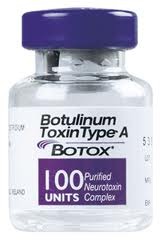 Botulinum
Toxin Type·A
BOTOX®
100 Purified
Neurotoxin
UNITS Complex